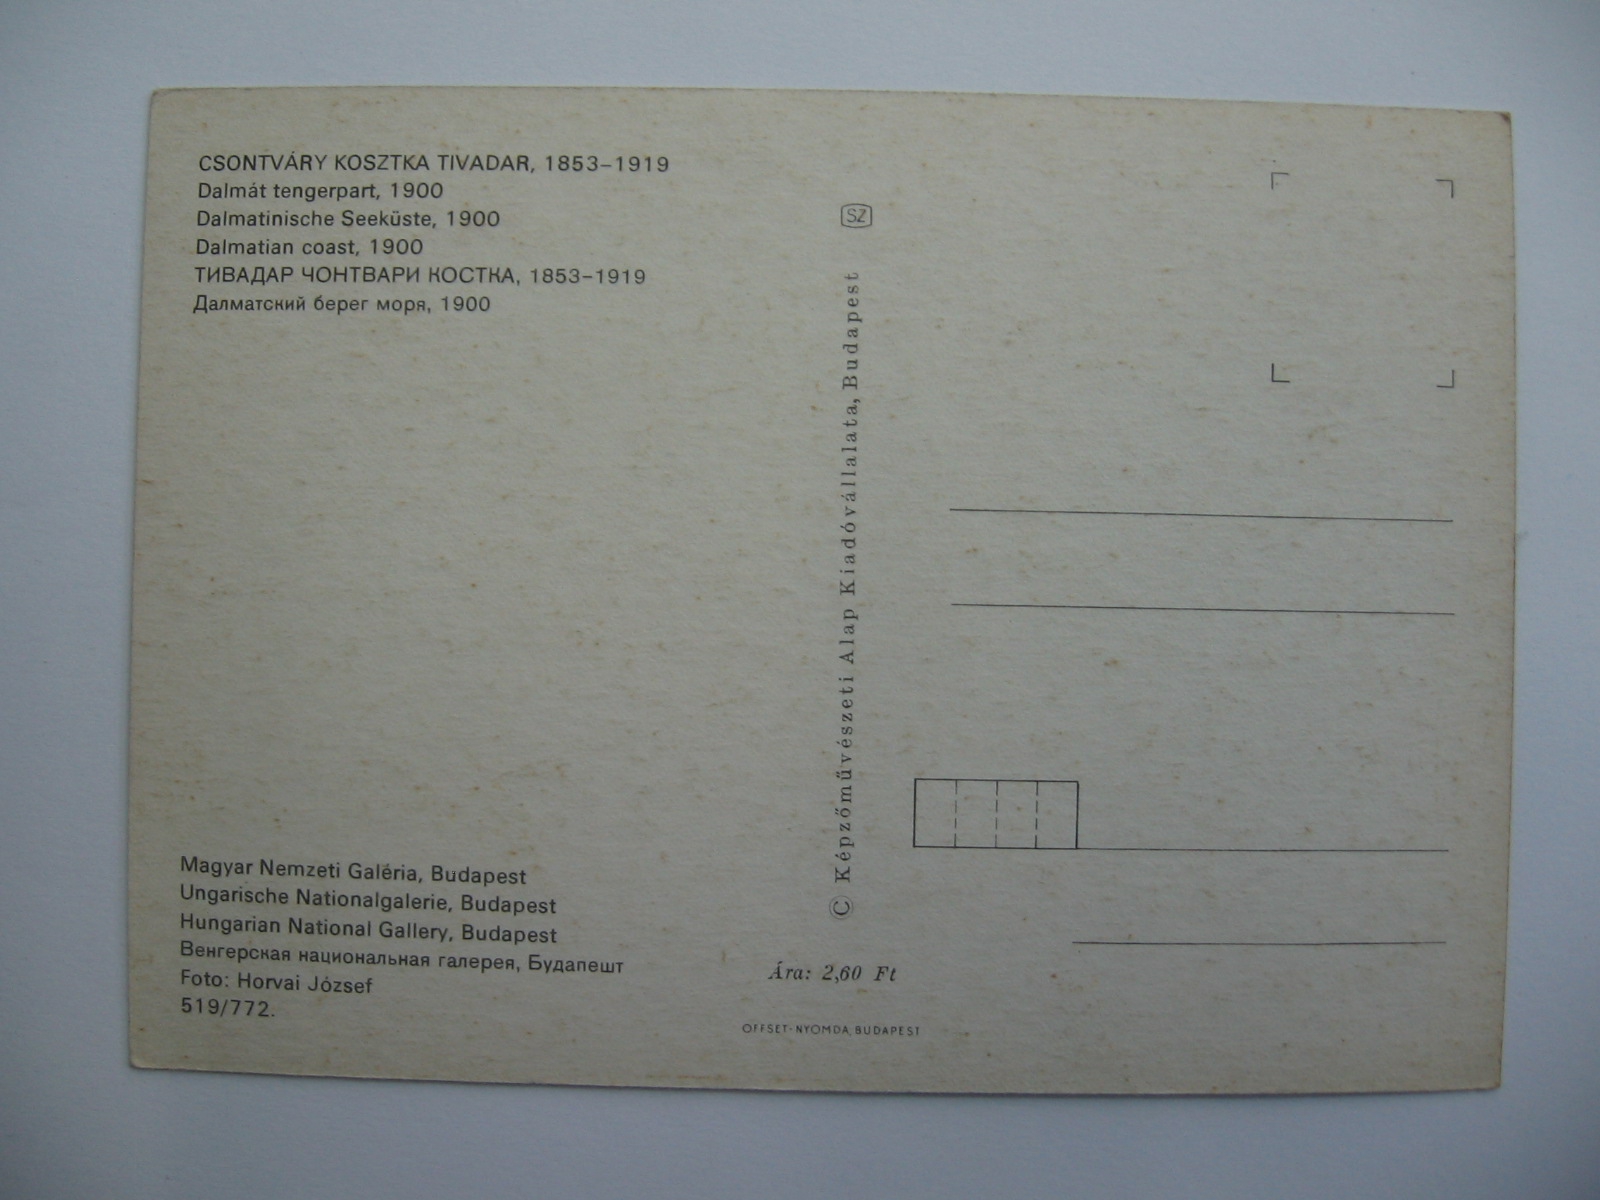 CSONTVÁRY KOSZTKA TIVADAR, 1853–1919
Dalmát tengerpart, 1900
Dalmatinische Seeküste, 1900
Dalmatian coast, 1900
ТИВАДАР ЧОНТВАРИ КОСТКА, 1853–1919
Далматский берег моря, 1900
Magyar Nemzeti Galéria, Budapest
Ungarische Nationalgalerie, Budapest
Hungarian National Gallery, Budapest
Венгерская национальная галерея, Будапешт
Foto: Horvai József
519/772.
SZ
© Képzőművészeti Alap Kiadóvállalata, Budapest
Ára: 2,60 Ft
OFFSET-NYOMDA, BUDAPEST